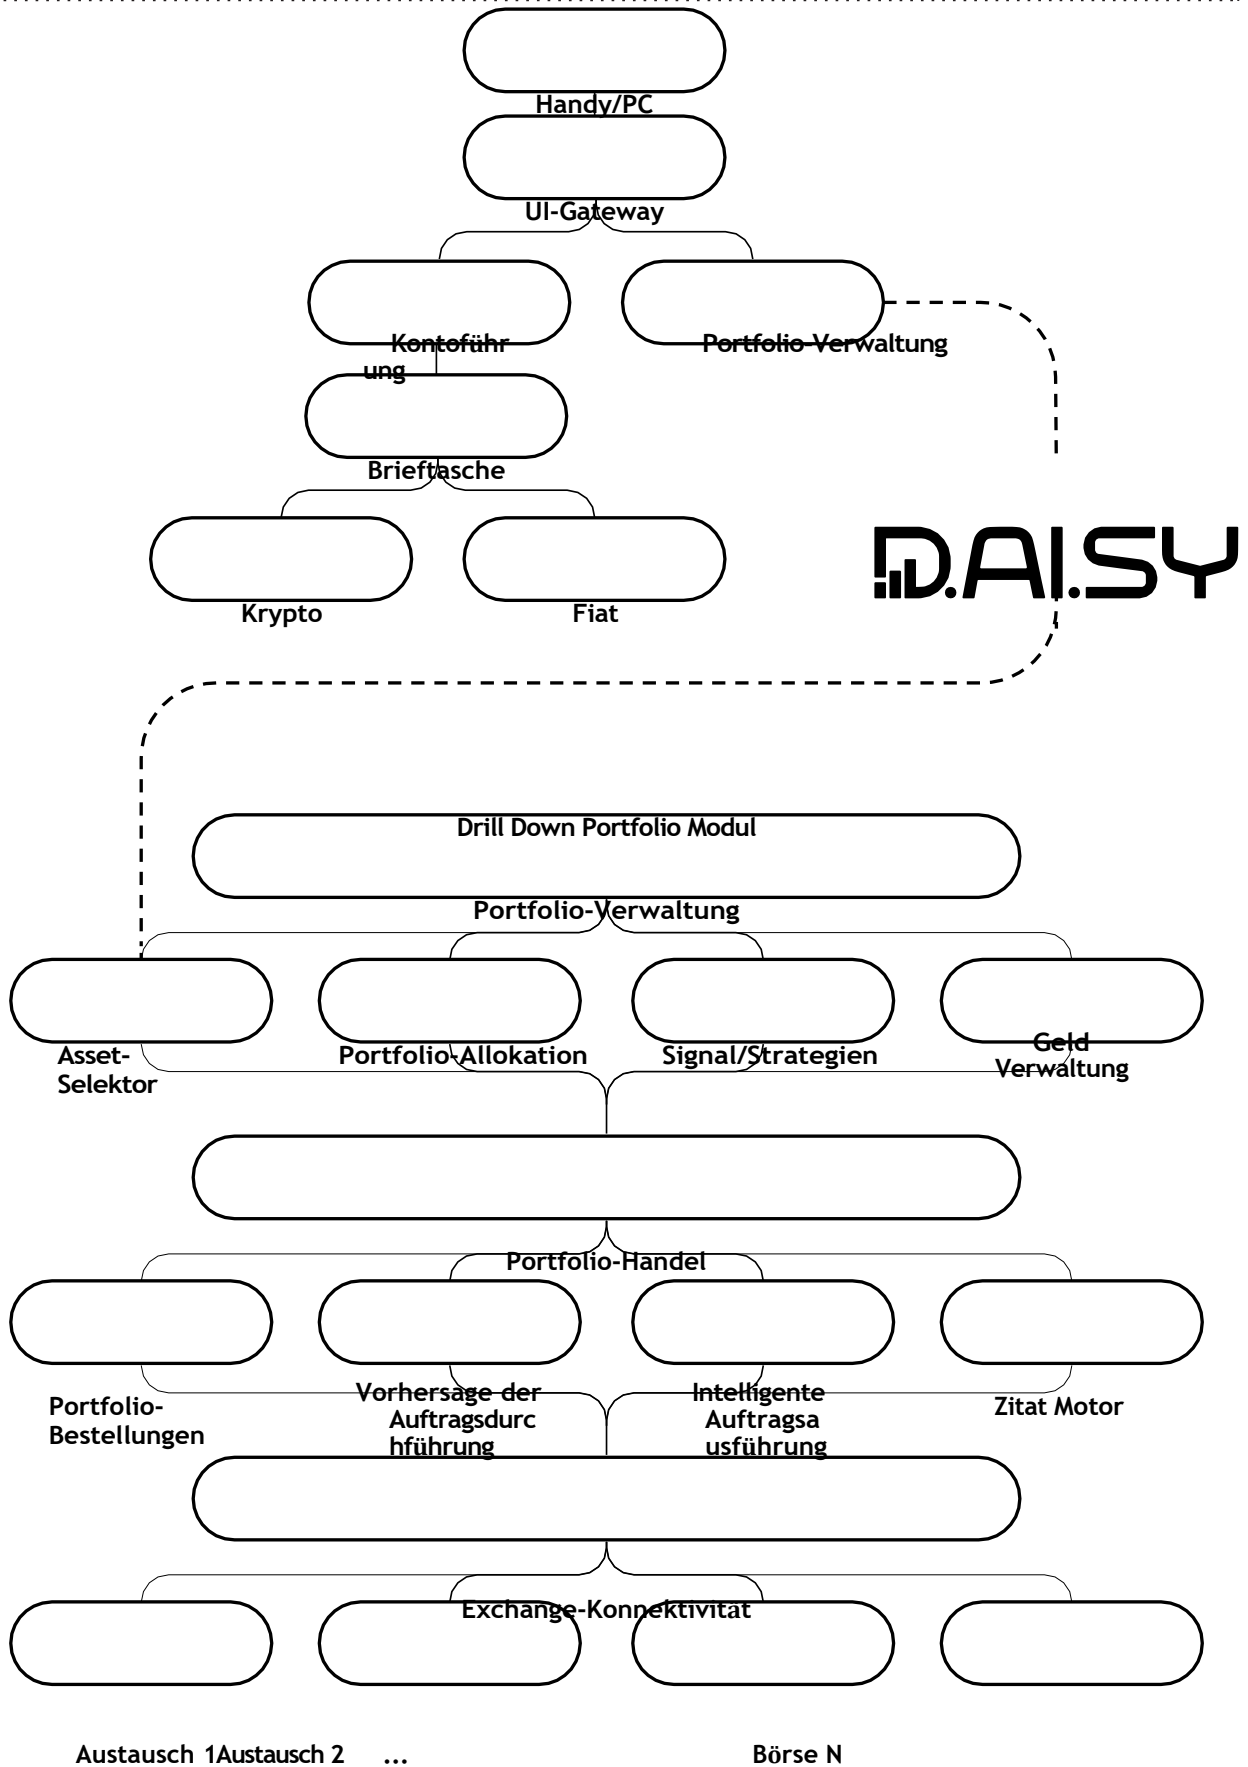 Handy/PC
UI-Gateway
Kontoführ
ung
Portfolio-Verwaltung
Brieftasche
Krypto
Fiat
D.AI.SY
Drill Down Portfolio Modul
Portfolio-Verwaltung
Asset-
Selektor
Portfolio-Allokation
Signal/Strategien
Geld
Verwaltung
Portfolio-Handel
Portfolio-
Bestellungen
Vorhersage der
Auftragsdurc
hführung
Intelligente
Auftragsa
usführung
Zitat Motor
Exchange-Konnektivität
Austausch 1Austausch 2 ... Börse N